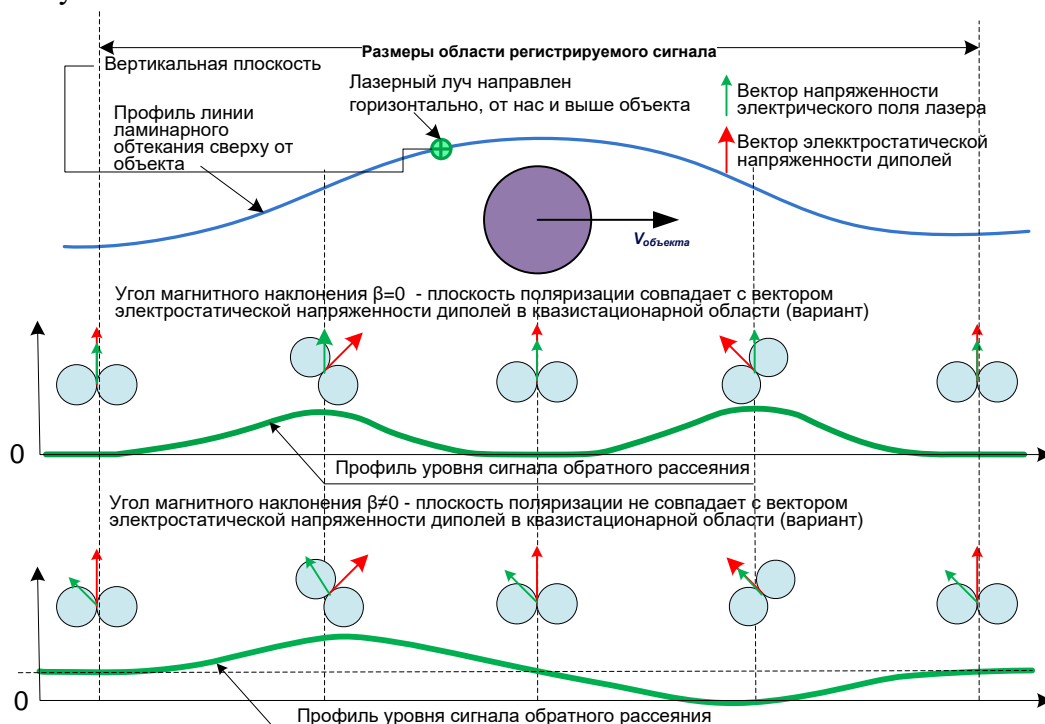 Размеры области регистрируемого сигнала
Вертикальная плоскость
Лазерный луч направлен
горизонтально, от нас и выше объекта
Вектор напряженности
электрического поля лазера
Профиль линии
ламинарного
обтекания сверху от
объекта
Вектор элекктростатической
напряженности диполей
Vобъекта
Угол магнитного наклонения β=0 - плоскость поляризации совпадает с вектором
электростатической напряженности диполей в квазистационарной области (вариант)
0
Профиль уровня сигнала обратного рассеяния
Угол магнитного наклонения β≠0 - плоскость поляризации не совпадает с вектором
электростатической напряженности диполей в квазистационарной области (вариант)
0
Профиль уровня сигнала обратного рассеяния